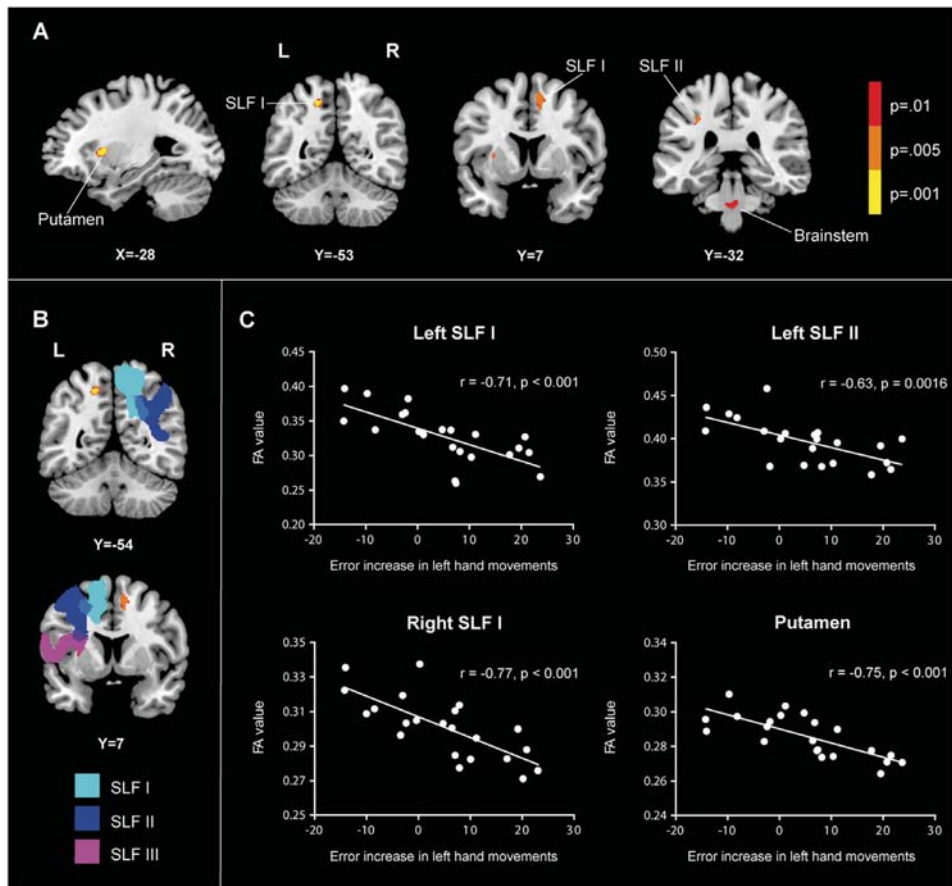 A
L R
SLF I
SLF I
SLF II
p=.01
p=.005
p=.001
Putamen
Brainstem
X=-28
Y=-53
Y=7
Y=-32
B
L R
Y=-54
Y=7
SLF I
SLF II
SLF III
C
Left SLF I
r = -0.71, p < 0.001
FA value
0.45
0.40
0.35
0.30
0.25
0.20
-20 -10 0 10 20 30
Error increase in left hand movements
Left SLF II
r = -0.63, p = 0.0016
FA value
0.50
0.45
0.40
0.35
0.30
-20 -10 0 10 20 30
Error increase in left hand movements
Right SLF I
r = -0.77, p < 0.001
FA value
0.35
0.33
0.31
0.29
0.27
0.25
-20 -10 0 10 20 30
Error increase in left hand movements
Putamen
r = -0.75, p < 0.001
FA value
0.34
0.32
0.30
0.28
0.26
0.24
-20 -10 0 10 20 30
Error increase in left hand movements